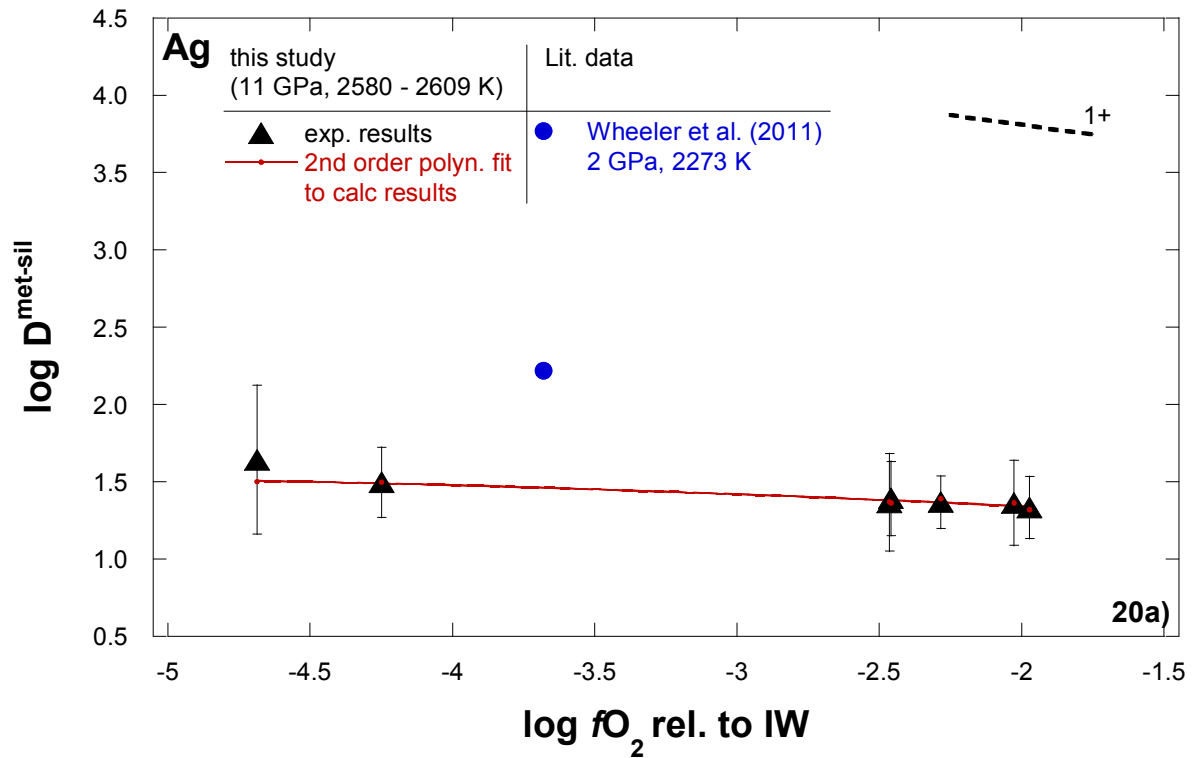 Ag
this study
(11 GPa, 2580 - 2609 K)
Lit. data
exp. results
2nd order polyn. fit
to calc results
Wheeler et al. (2011)
2 GPa, 2273 K
1+
4.5
4.0
3.5
3.0
2.5
2.0
1.5
1.0
0.5
log D^met-sil
20a)
-5 -4.5 -4 -3.5 -3 -2.5 -2 -1.5
log fO₂ rel. to IW